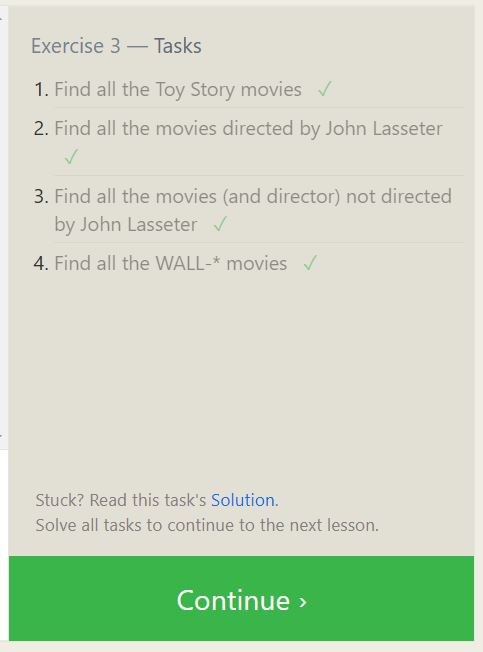 Exercise 3 — Tasks
1. Find all the Toy Story movies ✓
2. Find all the movies directed by John Lasseter
✓
3. Find all the movies (and director) not directed
by John Lasseter ✓
4. Find all the WALL-* movies ✓
Stuck? Read this task's Solution.
Solve all tasks to continue to the next lesson.
Continue ›